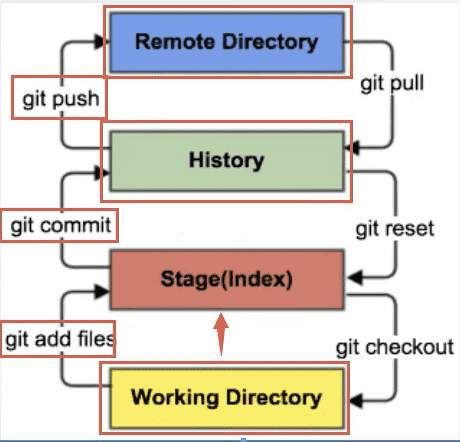 Remote Directory
git push
git pull
History
git commit
git reset
Stage(Index)
git add files
git checkout
Working Directory